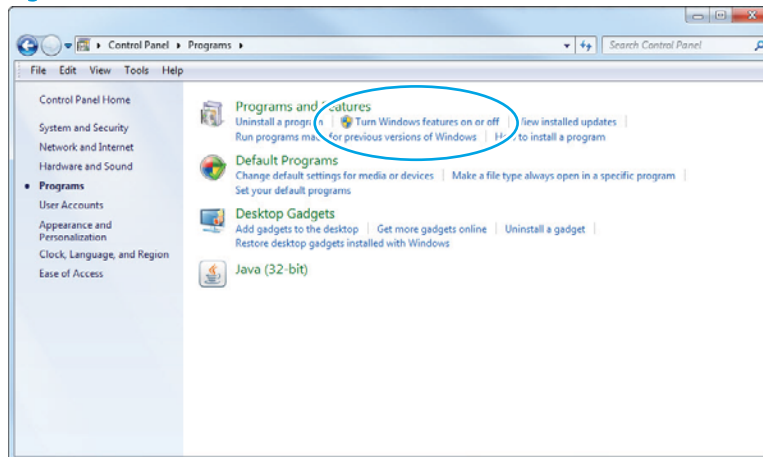 Control Panel ▸ Programs ▸
Search Control Panel
File Edit View Tools Help
Control Panel Home
System and Security
Network and Internet
Hardware and Sound
Programs
User Accounts
Appearance and
Personalization
Clock, Language, and Region
Ease of Access
Programs and Features
Uninstall a program | Turn Windows features on or off | View installed updates |
Run programs made for previous versions of Windows | How to install a program
Default Programs
Change default settings for media or devices | Make a file type always open in a specific program |
Set your default programs
Desktop Gadgets
Add gadgets to the desktop | Get more gadgets online | Uninstall a gadget |
Restore desktop gadgets installed with Windows
Java (32-bit)